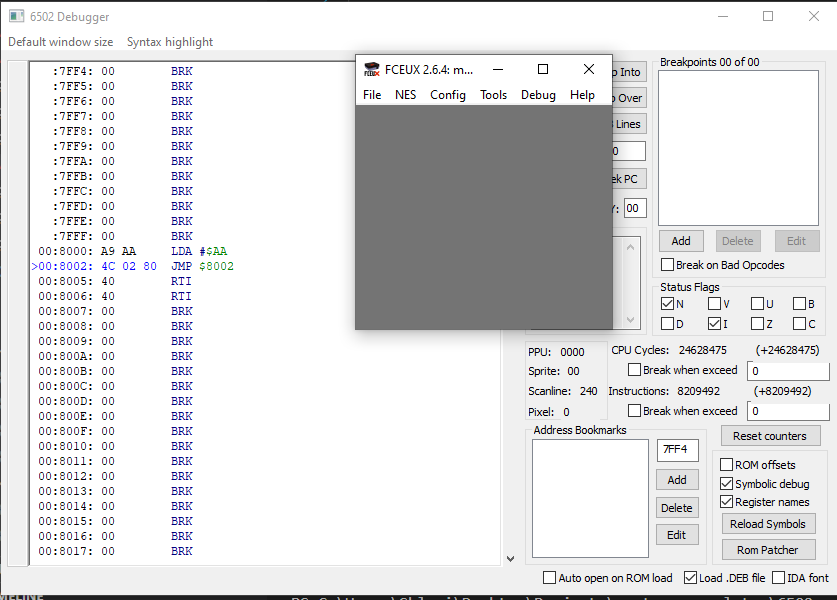 6502 Debugger
Default window size Syntax highlight
:7FF4: 00 BRK
:7FF5: 00 BRK
:7FF6: 00 BRK
:7FF7: 00 BRK
:7FF8: 00 BRK
:7FF9: 00 BRK
:7FFA: 00 BRK
:7FFB: 00 BRK
:7FFC: 00 BRK
:7FFD: 00 BRK
:7FFE: 00 BRK
:7FFF: 00 BRK
00:8000: A9 AA LDA #$AA
>00:8002: 4C 02 80 JMP $8002
00:8005: 40 RTI
00:8006: 40 RTI
00:8007: 00 BRK
00:8008: 00 BRK
00:8009: 00 BRK
00:800A: 00 BRK
00:800B: 00 BRK
00:800C: 00 BRK
00:800D: 00 BRK
00:800E: 00 BRK
00:800F: 00 BRK
00:8010: 00 BRK
00:8011: 00 BRK
00:8012: 00 BRK
00:8013: 00 BRK
00:8014: 00 BRK
00:8015: 00 BRK
00:8016: 00 BRK
00:8017: 00 BRK
FCEUX 2.6.4: m...
File NES Config Tools Debug Help
Into
Over
Lines
0
PC
Y: 00
Breakpoints 00 of 00
Add Delete Edit
Break on Bad Opcodes
Status Flags
N V U B
D I Z C
PPU: 0000
Sprite: 00
Scanline: 240
Pixel: 0
CPU Cycles: 24628475 (+24628475)
Break when exceed 0
Instructions: 8209492 (+8209492)
Break when exceed 0
Address Bookmarks
7FF4
Add
Delete
Edit
Reset counters
ROM offsets
Symbolic debug
Register names
Reload Symbols
Rom Patcher
Auto open on ROM load Load .DEB file IDA font